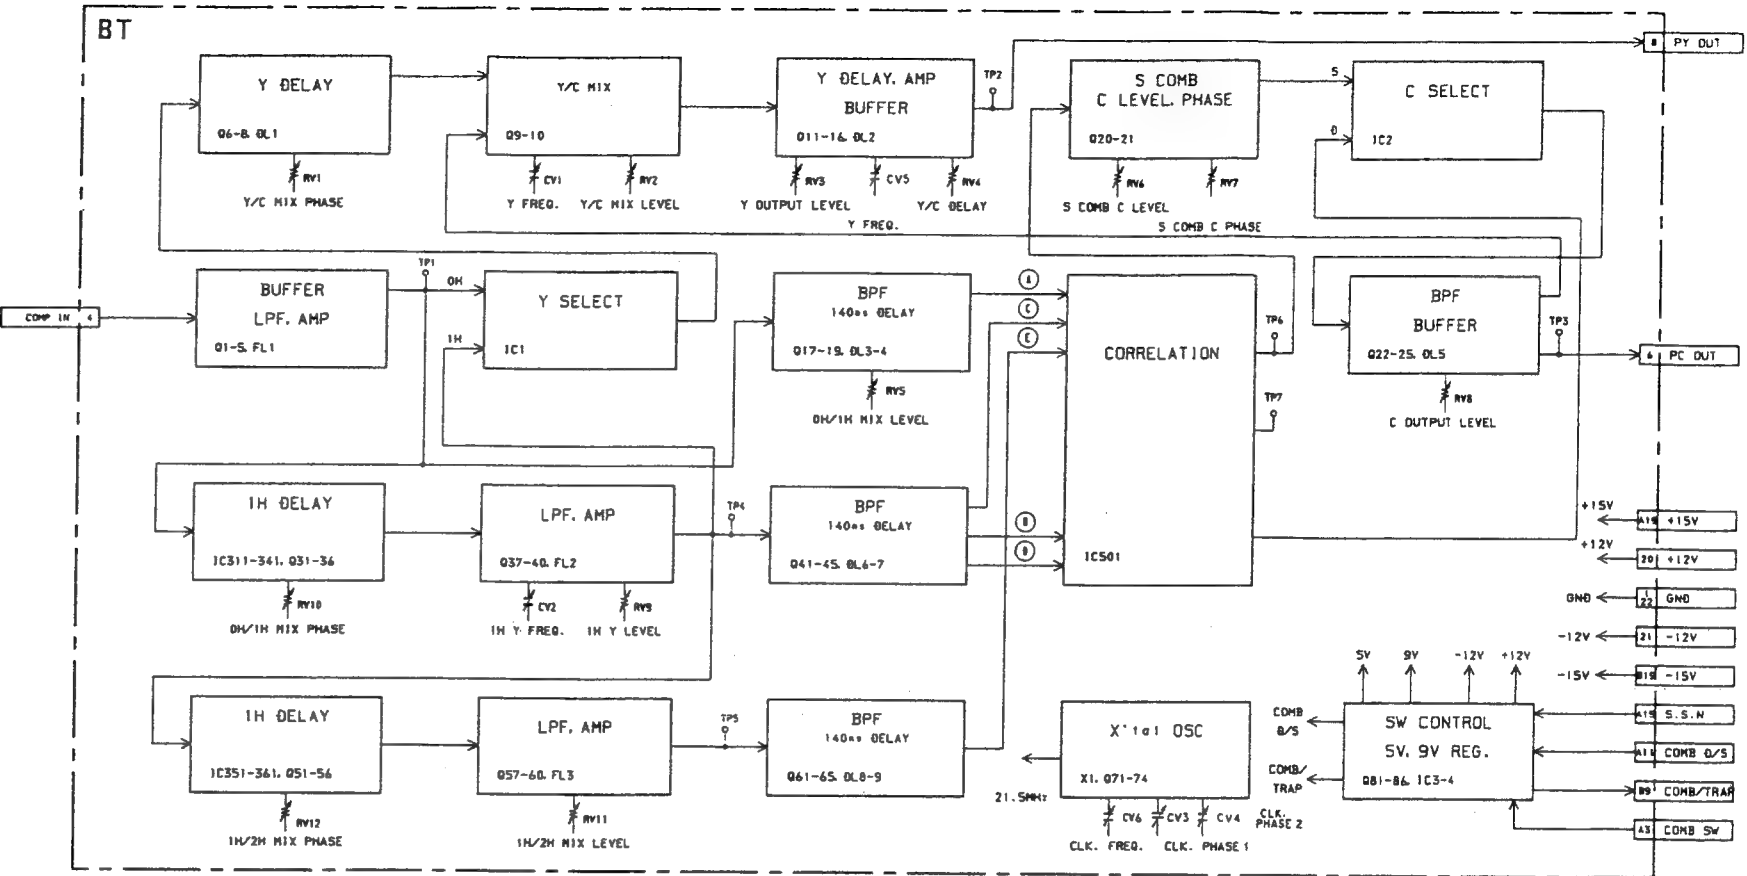 BT
8 PY OUT
Y DELAY
Q6-8. DL1
RV1
Y/C MIX PHASE
Y/C MIX
Q9-10
CV1
RV2
Y FREQ.
Y/C MIX LEVEL
Y DELAY. AMP
BUFFER
Q11-16. DL2
TP2
RV3
CV5
RV4
Y OUTPUT LEVEL
Y FREQ.
Y/C DELAY
S COMB
C LEVEL. PHASE
Q20-21
RV6
RV7
S COMB C LEVEL
S COMB C PHASE
S
D
C SELECT
IC2
COMP IN 4
BUFFER
LPF. AMP
Q1-5. FL1
TP1
0H
1H
Y SELECT
IC1
BPF
140ns DELAY
Q17-19. DL3-4
RV5
0H/1H MIX LEVEL
A
C
E
CORRELATION
IC501
TP6
TP7
BPF
BUFFER
Q22-25. DL5
TP3
RV8
C OUTPUT LEVEL
6 PC OUT
1H DELAY
IC311-341. Q31-36
RV10
0H/1H MIX PHASE
LPF. AMP
Q37-40. FL2
CV2
RV9
1H Y FREQ.
1H Y LEVEL
TP4
BPF
140ns DELAY
Q41-45. DL6-7
B
D
+15V
A19 +15V
+12V
20 +12V
GND
1 22 GND
-12V
21 -12V
-15V
B19 -15V
1H DELAY
IC351-361. Q51-56
RV12
1H/2H MIX PHASE
LPF. AMP
Q57-60. FL3
RV11
1H/2H MIX LEVEL
TP5
BPF
140ns DELAY
Q61-65. DL8-9
X'tal OSC
X1. Q71-74
21.5MHz
CV6
CV3
CV4
CLK. FREQ.
CLK. PHASE 1
CLK.
PHASE 2
5V
9V
-12V
+12V
COMB
D/S
COMB/
TRAP
SW CONTROL
5V. 9V REG.
Q81-86. IC3-4
A15 S.S.N
A11 COMB D/S
B9 COMB/TRAP
A3 COMB SW